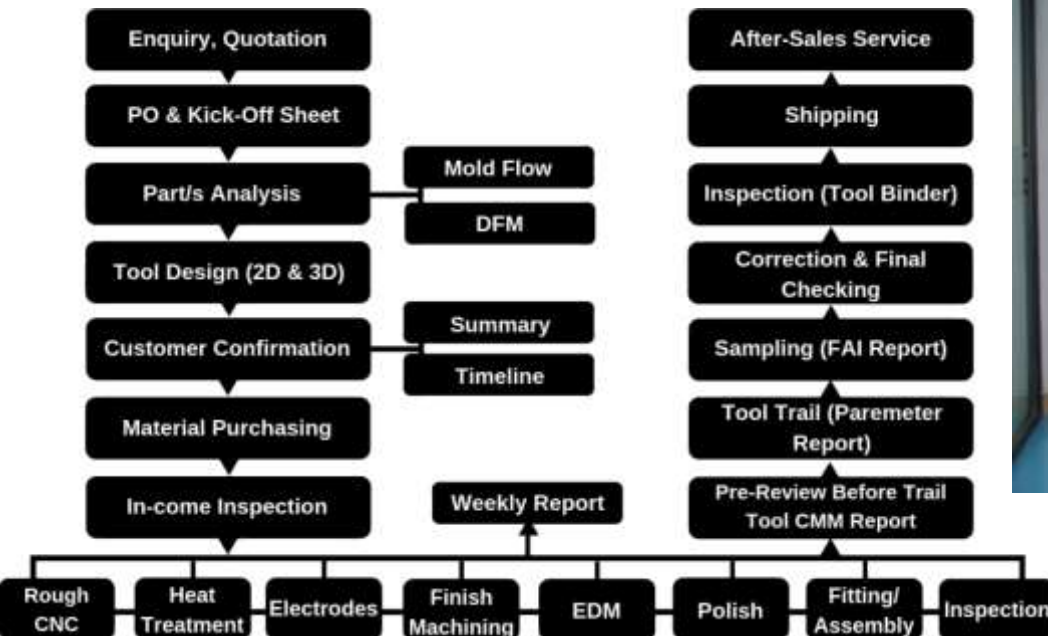 Enquiry, Quotation
PO & Kick-Off Sheet
Part/s Analysis
Mold Flow
DFM
Tool Design (2D & 3D)
Customer Confirmation
Summary
Timeline
Material Purchasing
In-come Inspection
Weekly Report
Rough
CNC
Heat
Treatment
Electrodes
Finish
Machining
EDM
Polish
Fitting/
Assembly
Inspection
Pre-Review Before Trail
Tool CMM Report
Tool Trail (Paremeter
Report)
Sampling (FAI Report)
Correction & Final
Checking
Inspection (Tool Binder)
Shipping
After-Sales Service